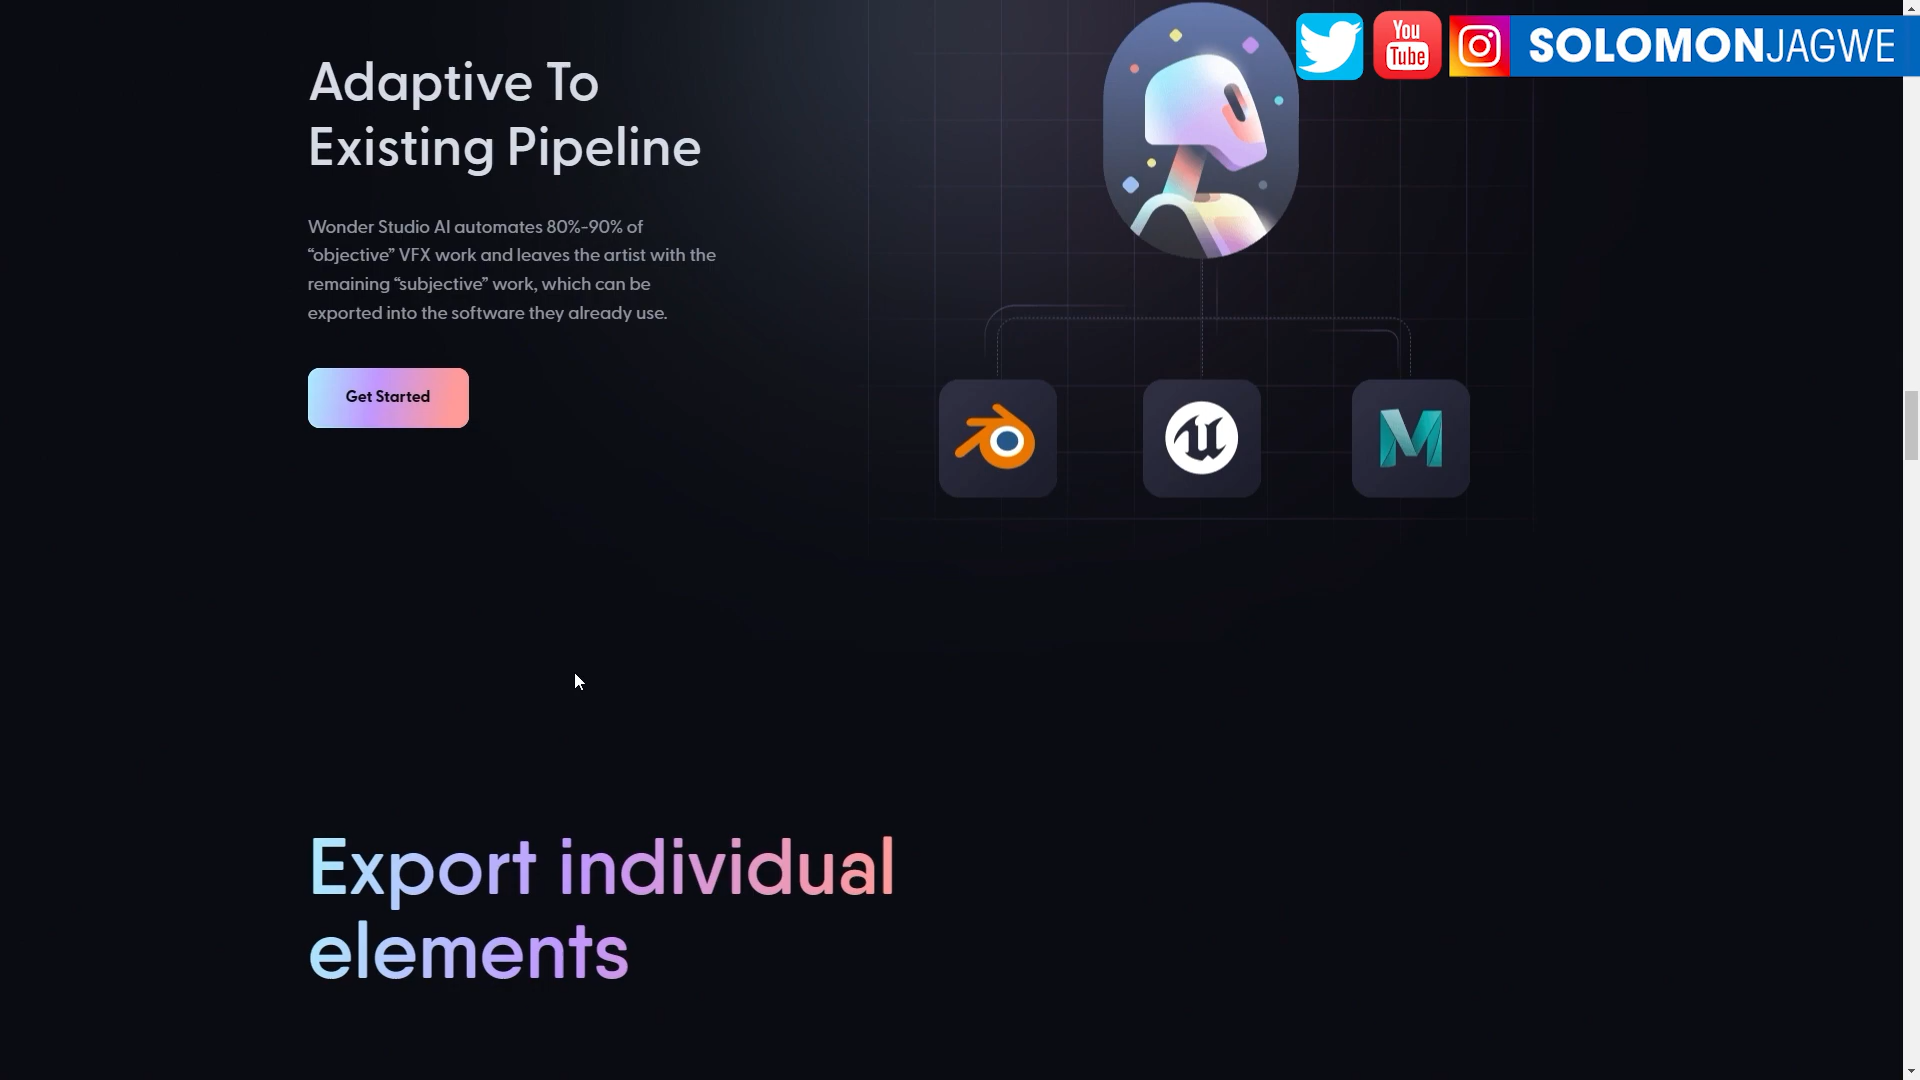 SOLOMONJAGWE
You
Tube
Adaptive To
Existing Pipeline
Wonder Studio AI automates 80%-90% of
“objective” VFX work and leaves the artist with the
remaining “subjective” work, which can be
exported into the software they already use.
Get Started
Export individual
elements